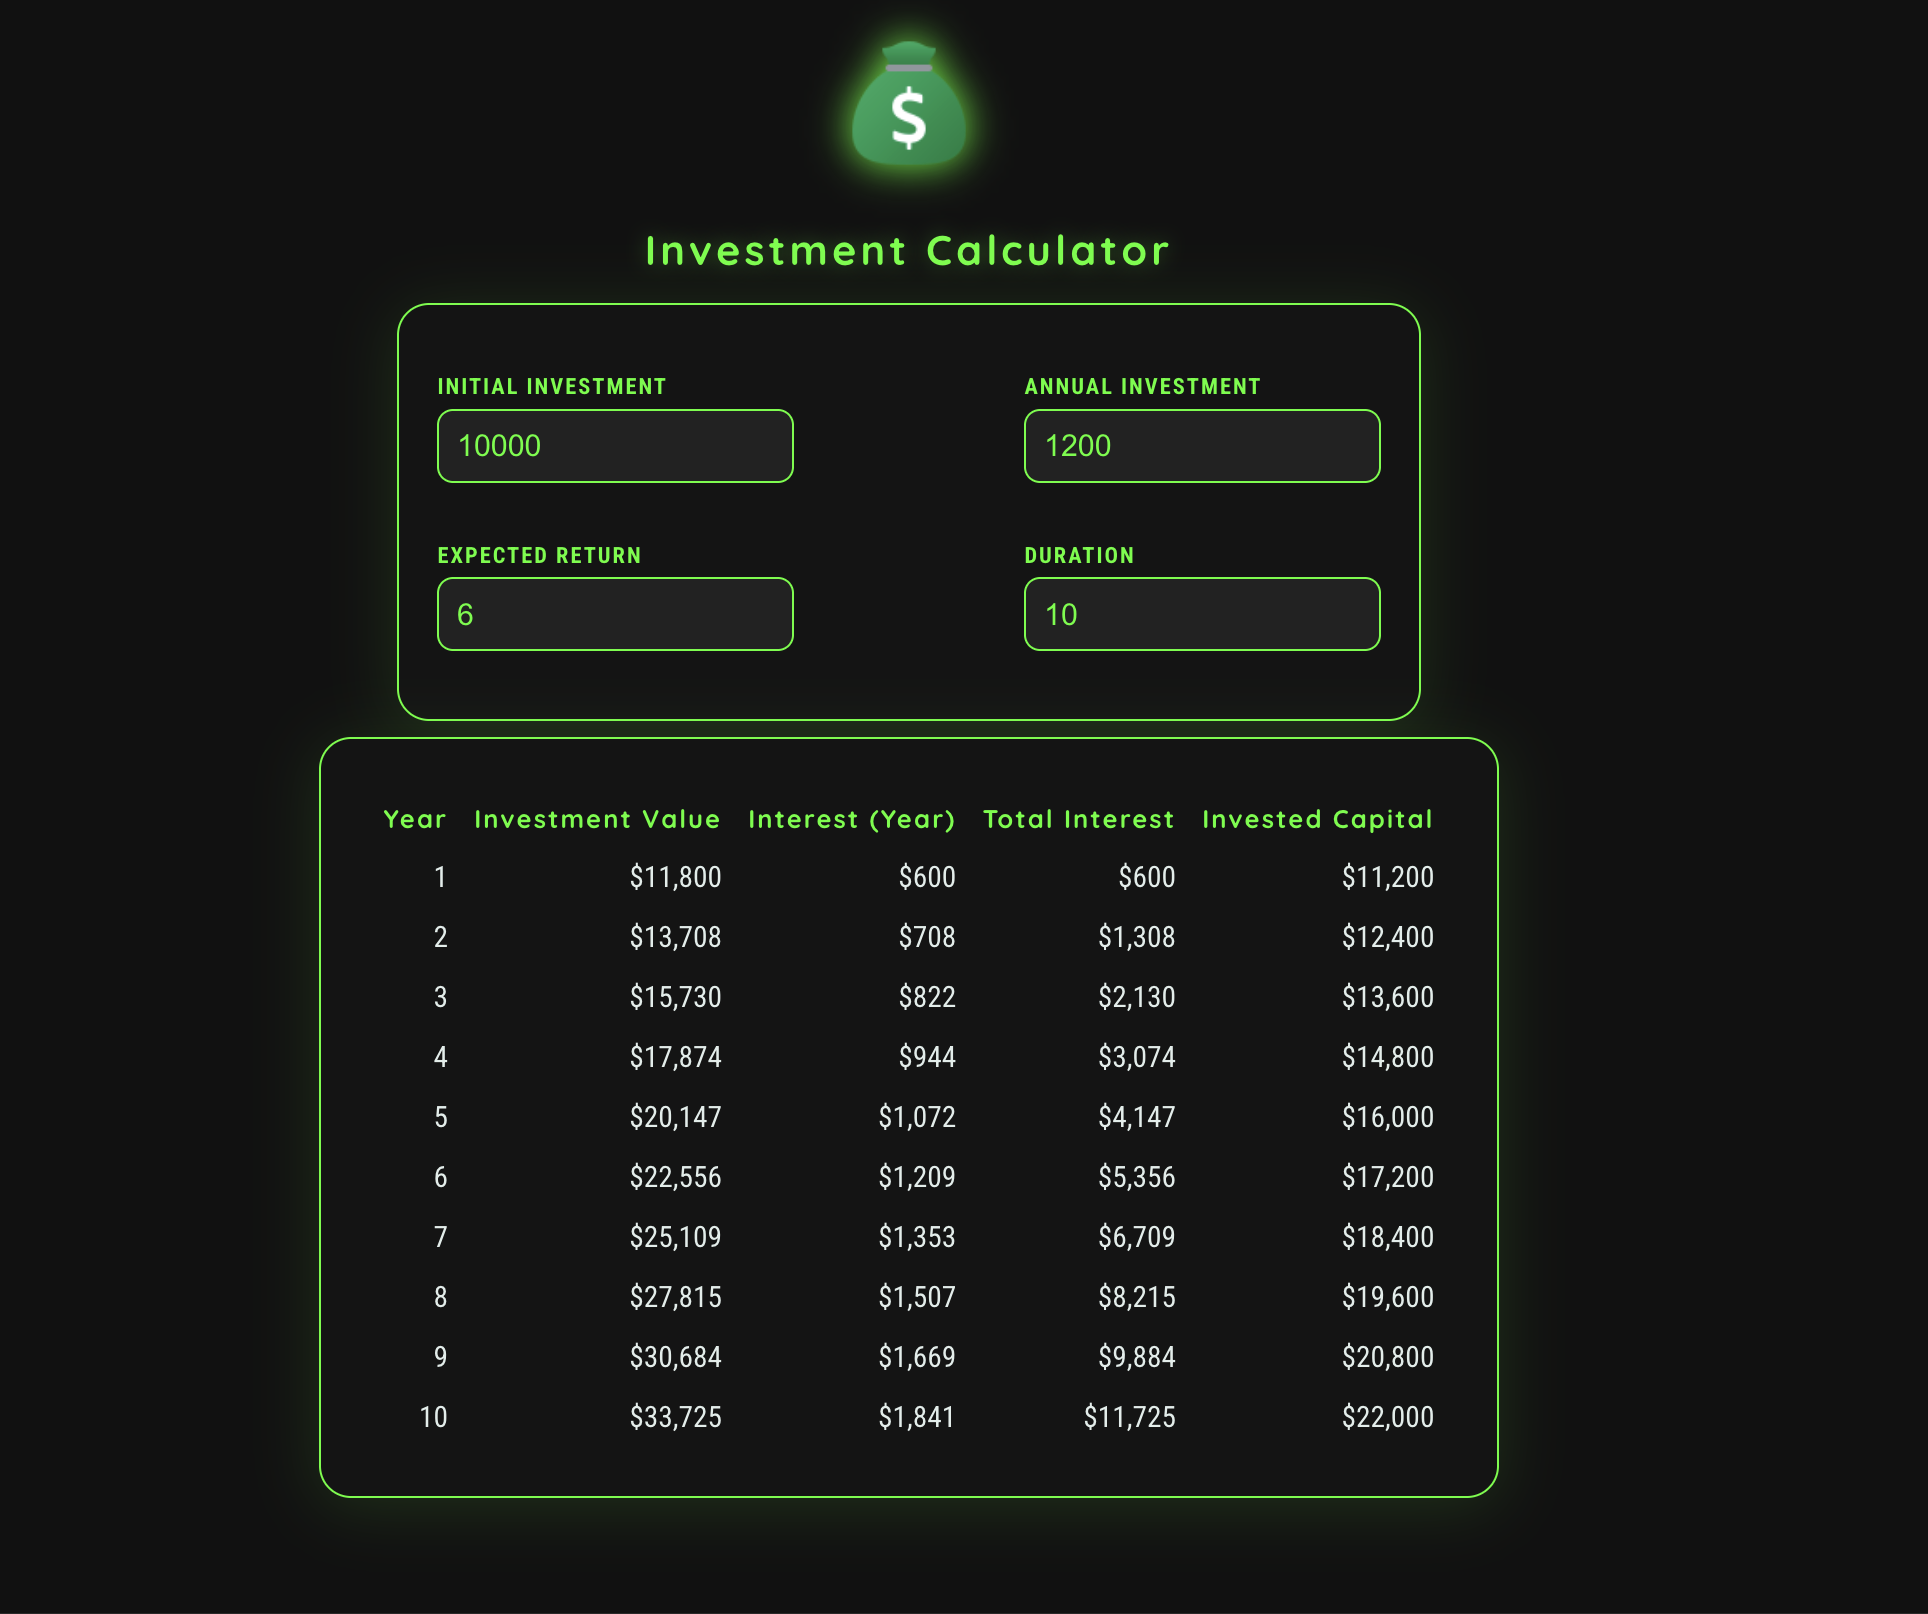 $
Investment Calculator
INITIAL INVESTMENT ANNUAL INVESTMENT
10000 1200
EXPECTED RETURN DURATION
6 10
Year Investment Value Interest (Year) Total Interest Invested Capital
1 $11,800 $600 $600 $11,200
2 $13,708 $708 $1,308 $12,400
3 $15,730 $822 $2,130 $13,600
4 $17,874 $944 $3,074 $14,800
5 $20,147 $1,072 $4,147 $16,000
6 $22,556 $1,209 $5,356 $17,200
7 $25,109 $1,353 $6,709 $18,400
8 $27,815 $1,507 $8,215 $19,600
9 $30,684 $1,669 $9,884 $20,800
10 $33,725 $1,841 $11,725 $22,000